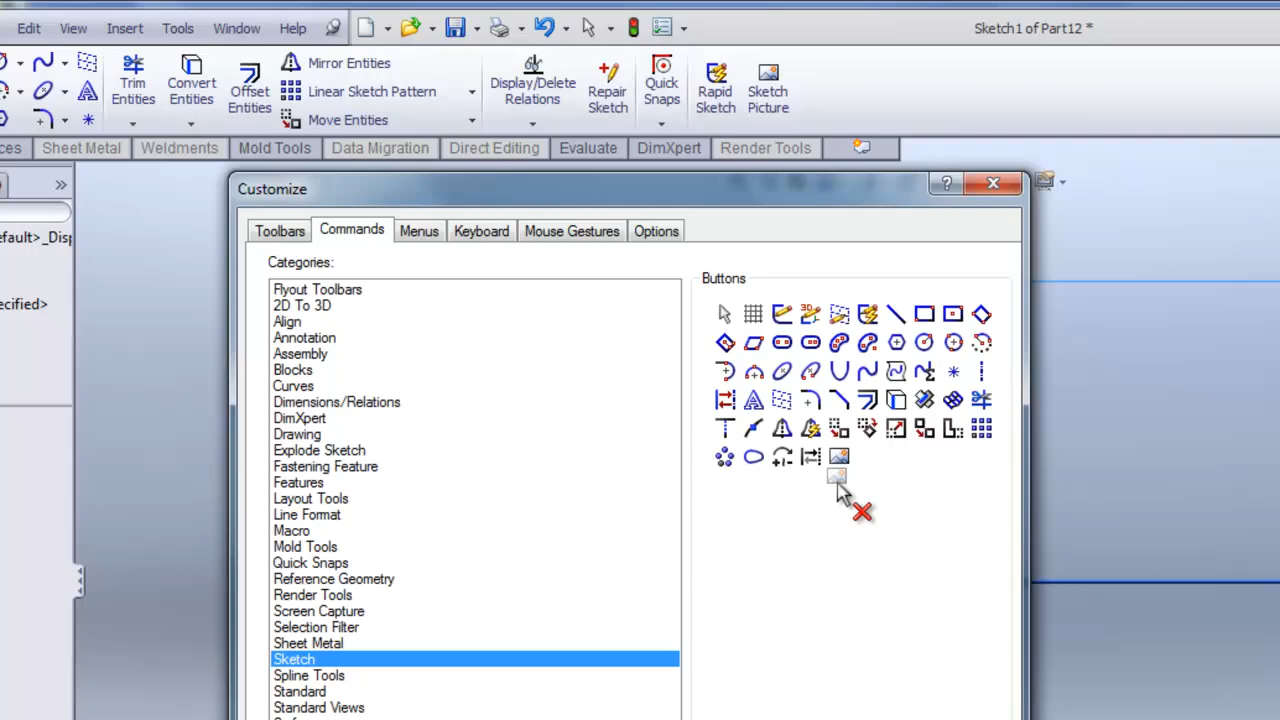 Edit View Insert Tools Window Help Sketch1 of Part12 *
Trim Entities
Convert Entities
Offset Entities
Mirror Entities
Linear Sketch Pattern
Move Entities
Display/Delete Relations
Repair Sketch
Quick Snaps
Rapid Sketch
Sketch Picture
ces Sheet Metal Weldments Mold Tools Data Migration Direct Editing Evaluate DimXpert Render Tools
efault>_Disp
ecified>
Customize
Toolbars Commands Menus Keyboard Mouse Gestures Options
Categories:
Flyout Toolbars
2D To 3D
Align
Annotation
Assembly
Blocks
Curves
Dimensions/Relations
DimXpert
Drawing
Explode Sketch
Fastening Feature
Features
Layout Tools
Line Format
Macro
Mold Tools
Quick Snaps
Reference Geometry
Render Tools
Screen Capture
Selection Filter
Sheet Metal
Sketch
Spline Tools
Standard
Standard Views
Buttons